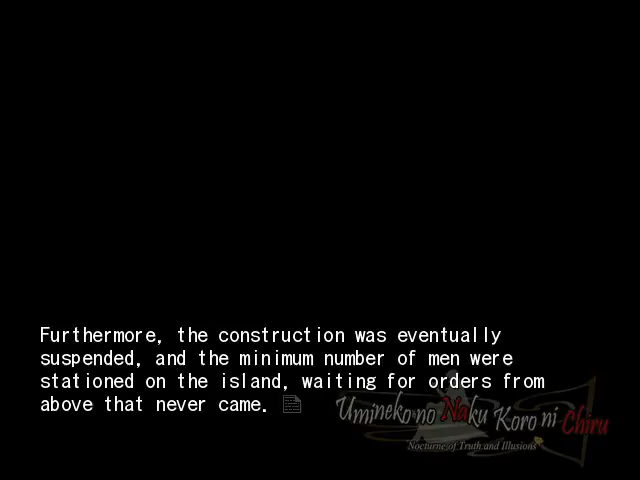 Furthermore, the construction was eventually
suspended, and the minimum number of men were
stationed on the island, waiting for orders from
above that never came.
Umineko no Naku Koro ni Chiru
Nocturne of Truth and Illusions